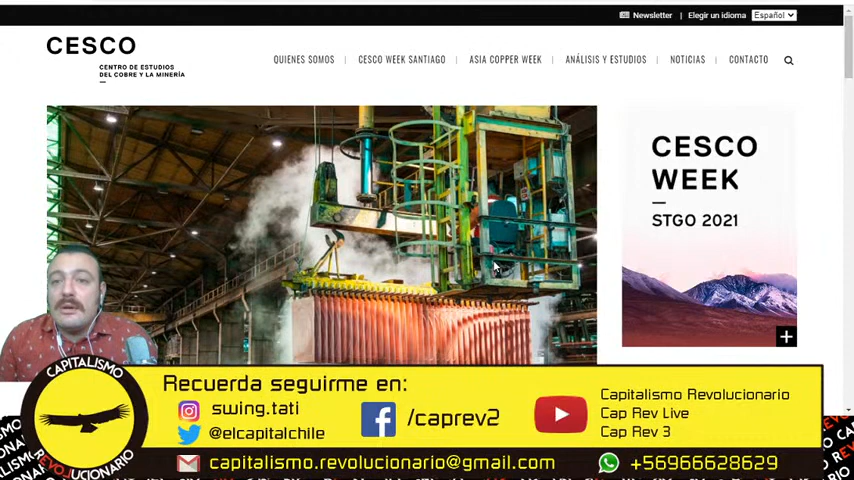 Newsletter | Elegir un idioma Español
CESCO
CENTRO DE ESTUDIOS
DEL COBRE Y LA MINERÍA
QUIENES SOMOS | CESCO WEEK SANTIAGO | ASIA COPPER WEEK | ANÁLISIS Y ESTUDIOS | NOTICIAS | CONTACTO
CESCO
WEEK
STGO 2021
+
CAPITALISMO
REVOLUCIONARIO
Recuerda seguirme en:
swing.tati
@elcapitalchile
/caprev2
Capitalismo Revolucionario
Cap Rev Live
Cap Rev 3
capitalismo.revolucionario@gmail.com
+56966628629